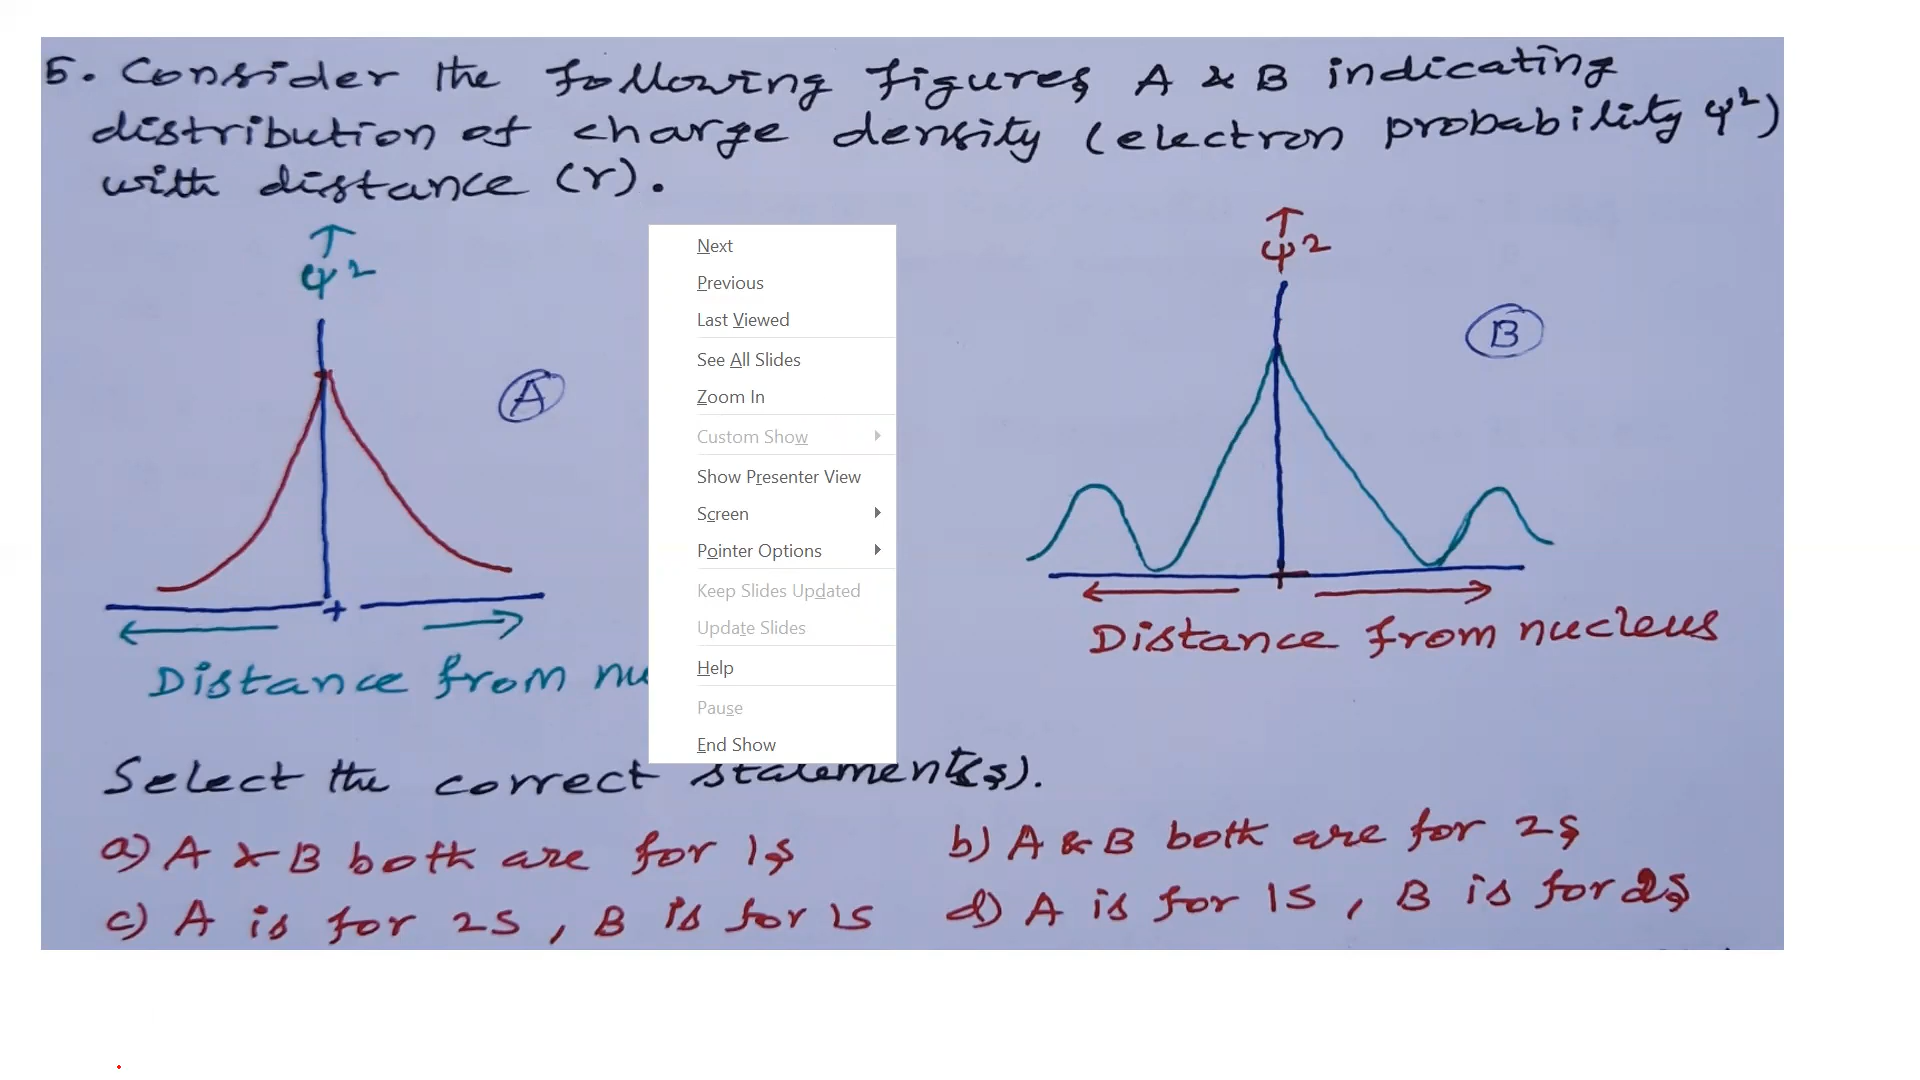 5. Consider the following figures A & B indicating
distribution of charge density (electron probability ψ²)
with distance (r).
↑
ψ²
A
Distance from nu
↑
ψ²
B
Distance from nucleus
+
+
Next
Previous
Last Viewed
See All Slides
Zoom In
Custom Show
Show Presenter View
Screen
Pointer Options
Keep Slides Updated
Update Slides
Help
Pause
End Show
Select the correct statement(s).
a) A & B both are for 1s
b) A & B both are for 2s
c) A is for 2s, B is for 1s
d) A is for 1s, B is for 2s